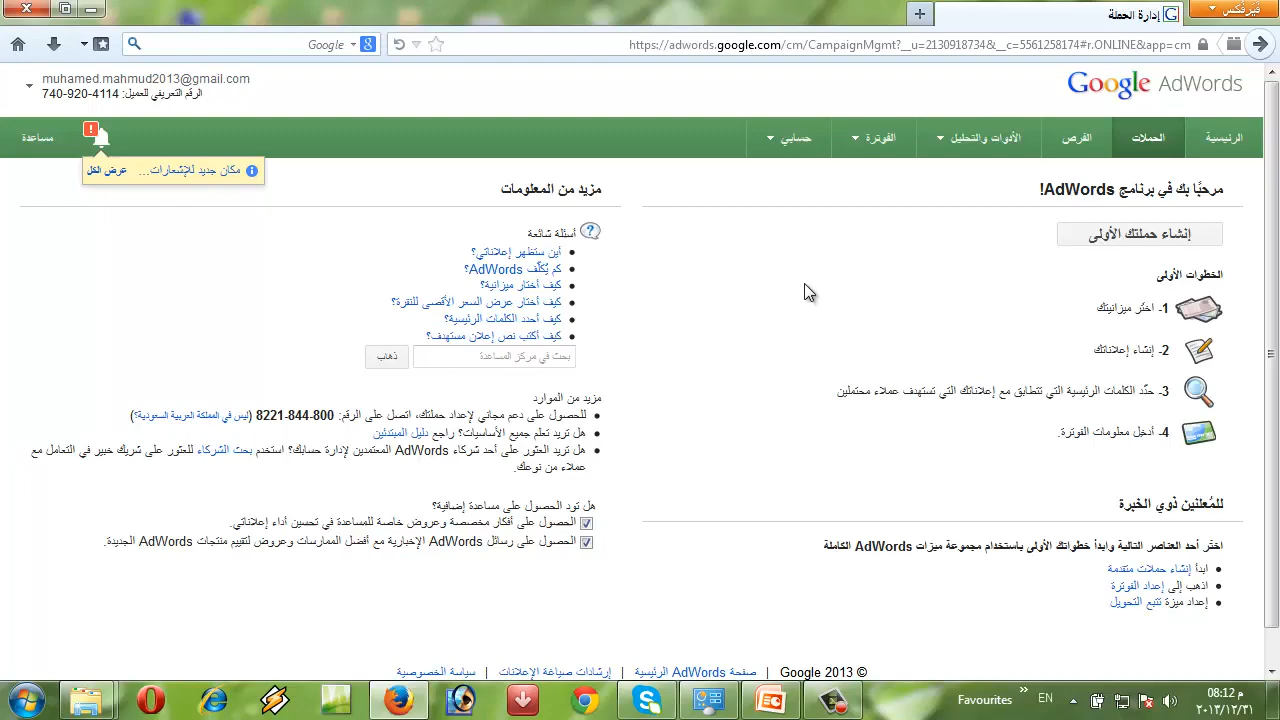 فَيَرفُكس
إدارة الحملة
https://adwords.google.com/cm/CampaignMgmt?__u=2130918734&__c=5561258174#r.ONLINE&app=cm
Google
Google AdWords
muhamed.mahmud2013@gmail.com
الرقم التعريفي للعميل: 740-920-4114
الرئيسية
الحملات
الفرص
الأدوات والتحليل
الفوترة
حسابي
مساعدة
مكان جديد للإشعارات... عرض الكل
مرحبًا بك في برنامج AdWords!
إنشاء حملتك الأولى
الخطوات الأولى
1- اختر ميزانيتك
2- إنشاء إعلاناتك
3- حدّد الكلمات الرئيسية التي تتطابق مع إعلاناتك التي تستهدف عملاء محتملين
4- أدخل معلومات الفوترة.
للمُعلنين ذوي الخبرة
اختر أحد العناصر التالية وابدأ خطواتك الأولى باستخدام مجموعة ميزات AdWords الكاملة
ابدأ إنشاء حملات متقدمة
اذهب إلى إعداد الفوترة
إعداد ميزة تتبع التحويل
مزيد من المعلومات
أسئلة شائعة
أين ستظهر إعلاناتي؟
كم يُكلّف AdWords؟
كيف أختار ميزانية؟
كيف أختار عرض السعر الأقصى للنقرة؟
كيف أحدد الكلمات الرئيسية؟
كيف أكتب نص إعلان مستهدف؟
بحث في مركز المساعدة
ذهاب
مزيد من الموارد
للحصول على دعم مجاني لإعداد حملتك، اتصل على الرقم: 800-844-8221 (ليس في المملكة العربية السعودية؟)
هل تريد تعلم جميع الأساسيات؟ راجع دليل المبتدئين
هل تريد العثور على أحد شركاء AdWords المعتمدين لإدارة حسابك؟ استخدم بحث الشركاء للعثور على شريك خبير في التعامل مع
عملاء من نوعك.
هل تود الحصول على مساعدة إضافية؟
الحصول على أفكار مخصصة وعروض خاصة للمساعدة في تحسين أداء إعلاناتي.
الحصول على رسائل AdWords الإخبارية مع أفضل الممارسات وعروض لتقييم منتجات AdWords الجديدة.
© 2013 Google | صفحة AdWords الرئيسية | إرشادات صياغة الإعلانات | سياسة الخصوصية
Favourites
EN
08:12 م
٢٠١٣/١٢/٣١